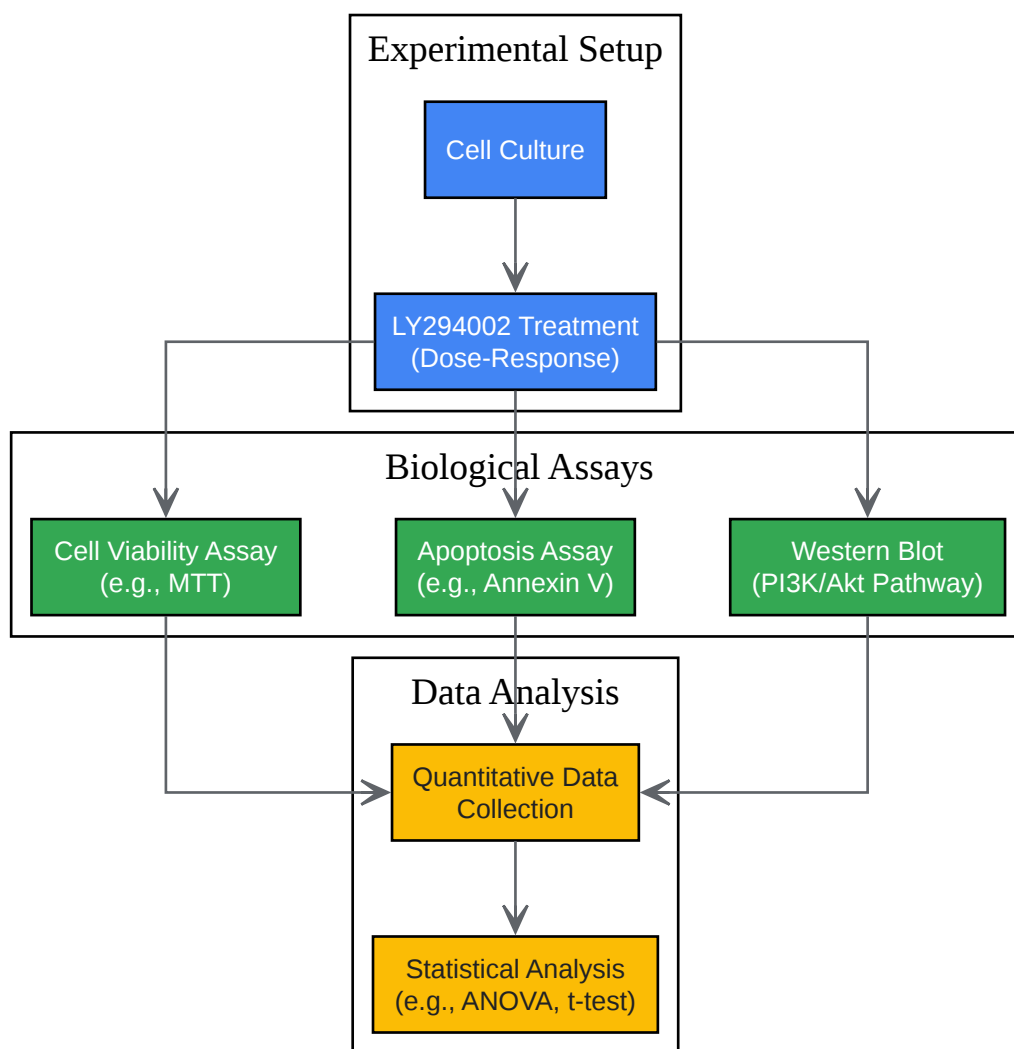 Experimental Setup
Cell Culture
LY294002 Treatment
(Dose-Response)
Biological Assays
Cell Viability Assay
(e.g., MTT)
Apoptosis Assay
(e.g., Annexin V)
Western Blot
(PI3K/Akt Pathway)
Data Analysis
Quantitative Data
Collection
Statistical Analysis
(e.g., ANOVA, t-test)